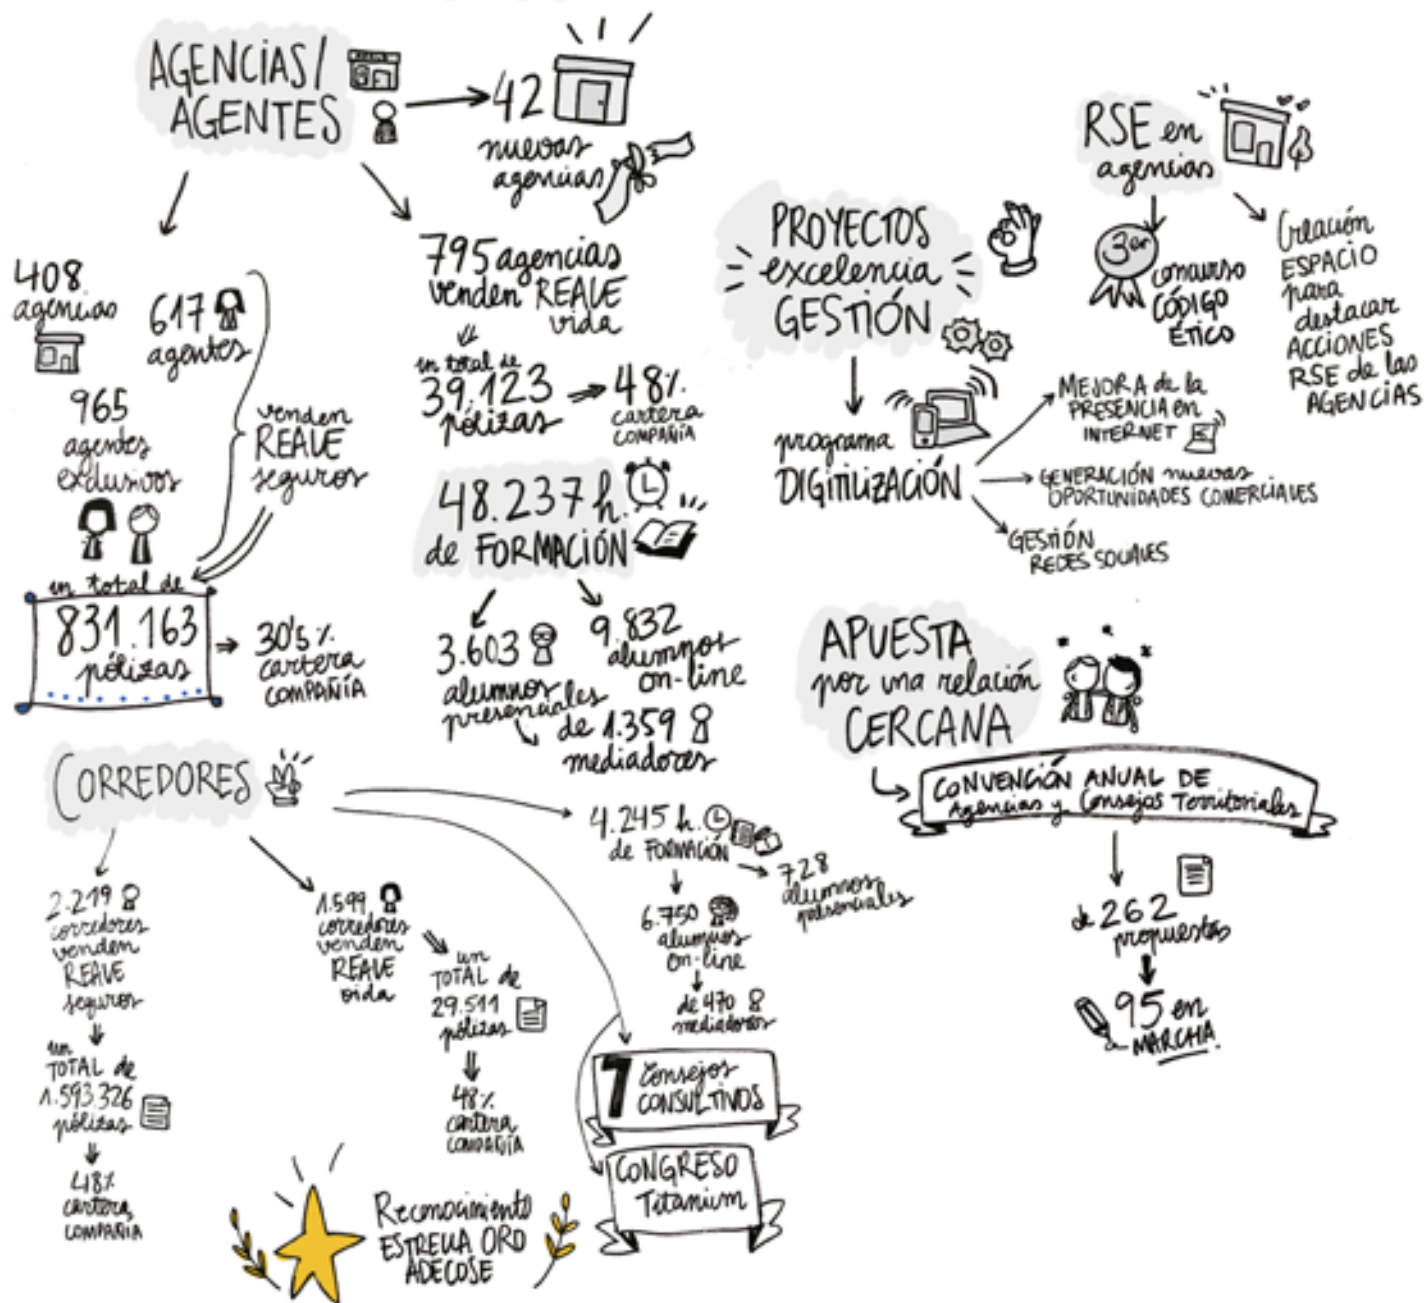 AGENCIAS/
AGENTES
42
nuevas
agencias
408
agencias
617
agentes
965
agentes
exclusivos
venden
REALE
seguros
un total de
831.163
pólizas
30'5%
cartera
COMPAÑÍA
795 agencias
venden REALE
vida
un total de
39.123
pólizas
48%
cartera
COMPAÑÍA
48.237 h.
de FORMACIÓN
3.603
alumnos
presenciales
9.832
alumnos
on-line
de 1.359
mediadores
PROYECTOS
excelencia
GESTIÓN
programa
DIGITILIZACIÓN
MEJORA de la
PRESENCIA en
INTERNET
GENERACIÓN nuevas
OPORTUNIDADES COMERCIALES
GESTIÓN
REDES SOCIALES
RSE en
agencias
3er
concurso
CÓDIGO
ÉTICO
Creación
ESPACIO
para
destacar
ACCIONES
RSE de las
AGENCIAS
APUESTA
por una relación
CERCANA
CONVENCIÓN ANUAL DE
Agencias y Consejos Territoriales
de 262
propuestas
95 en
MARCHA
CORREDORES
2.219
corredores
venden
REALE
seguros
un
TOTAL de
1.593.326
pólizas
48%
cartera
COMPAÑIA
1.599
corredores
venden
REALE
vida
un
TOTAL de
29.511
pólizas
48%
cartera
COMPAÑÍA
4.245 h.
de FORMACIÓN
728
alumnos
presenciales
6.750
alumnos
on-line
de 470
mediadores
7 Consejos
CONSULTIVOS
CONGRESO
Titanium
Reconocimiento
ESTRELLA ORO
ADECOSE